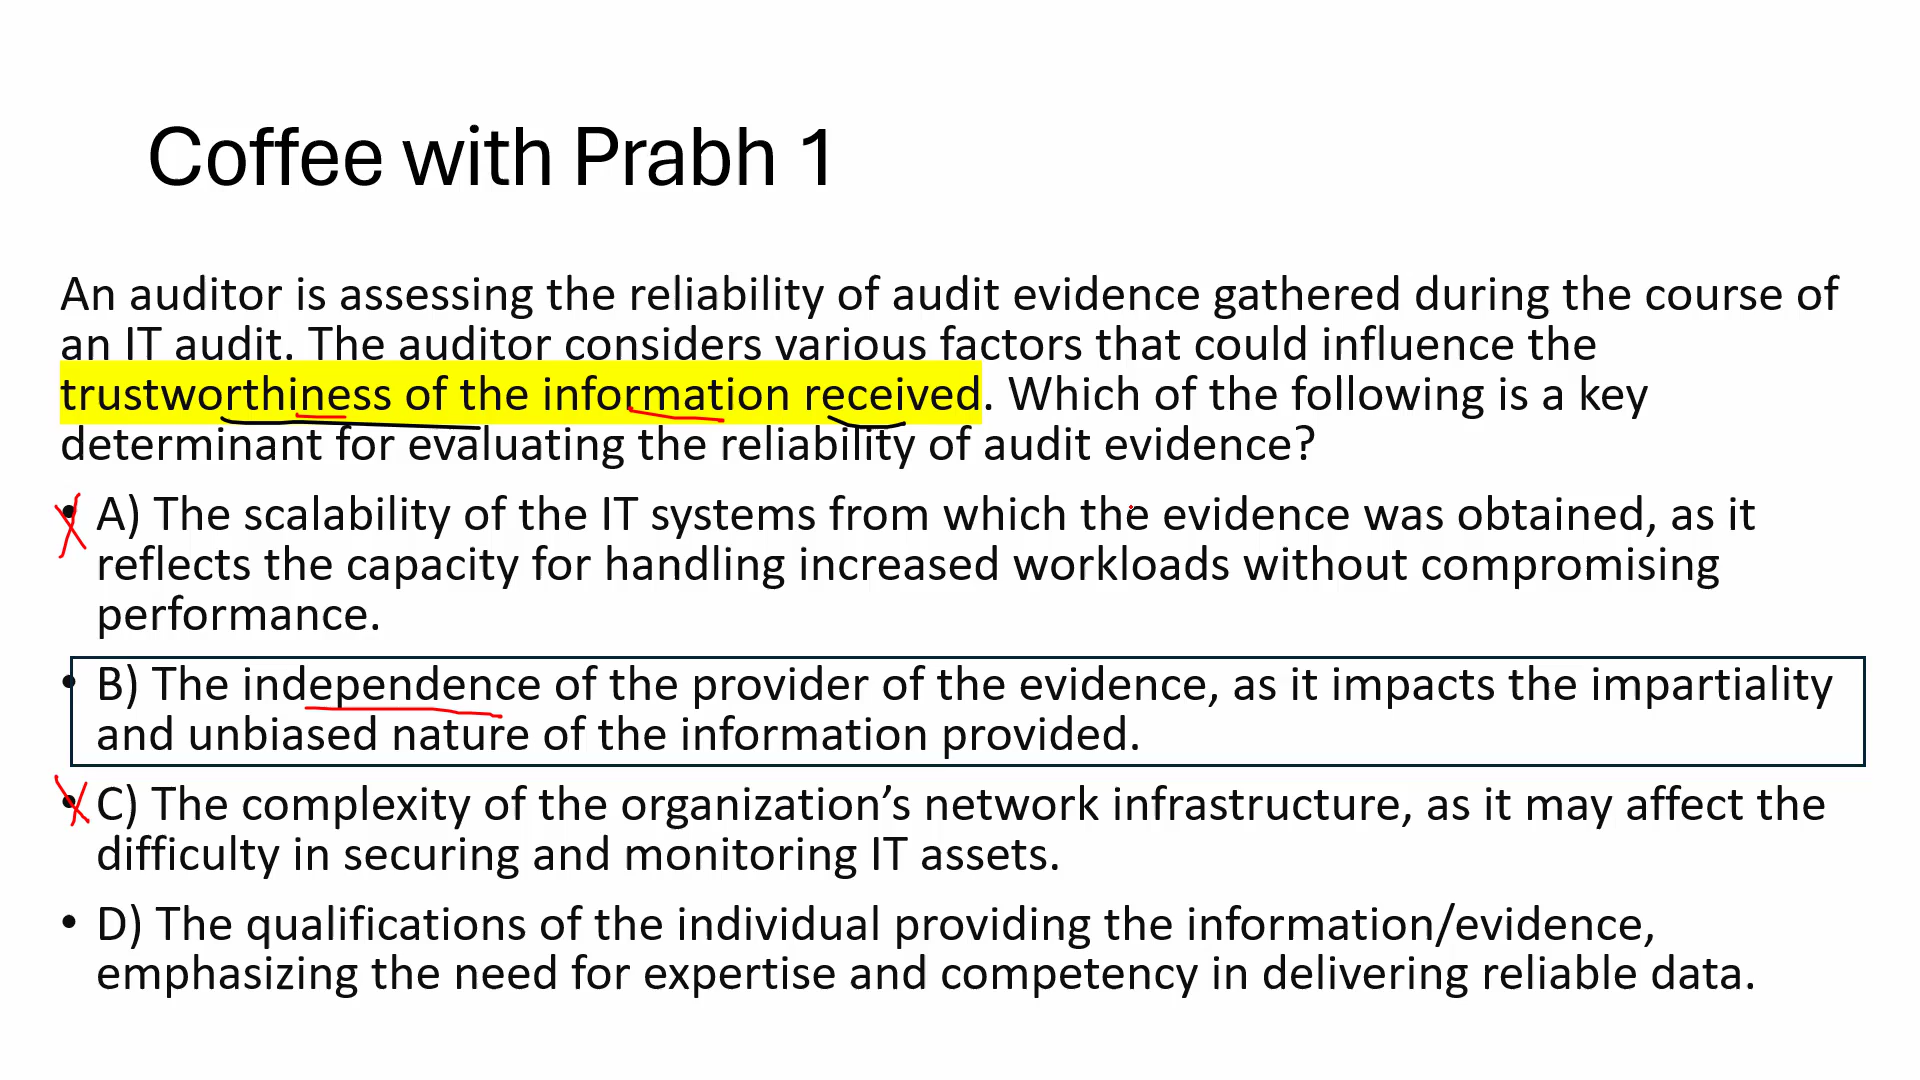 Coffee with Prabh 1
An auditor is assessing the reliability of audit evidence gathered during the course of
an IT audit. The auditor considers various factors that could influence the
trustworthiness of the information received. Which of the following is a key
determinant for evaluating the reliability of audit evidence?
• A) The scalability of the IT systems from which the evidence was obtained, as it
reflects the capacity for handling increased workloads without compromising
performance.
• B) The independence of the provider of the evidence, as it impacts the impartiality
and unbiased nature of the information provided.
• C) The complexity of the organization’s network infrastructure, as it may affect the
difficulty in securing and monitoring IT assets.
• D) The qualifications of the individual providing the information/evidence,
emphasizing the need for expertise and competency in delivering reliable data.